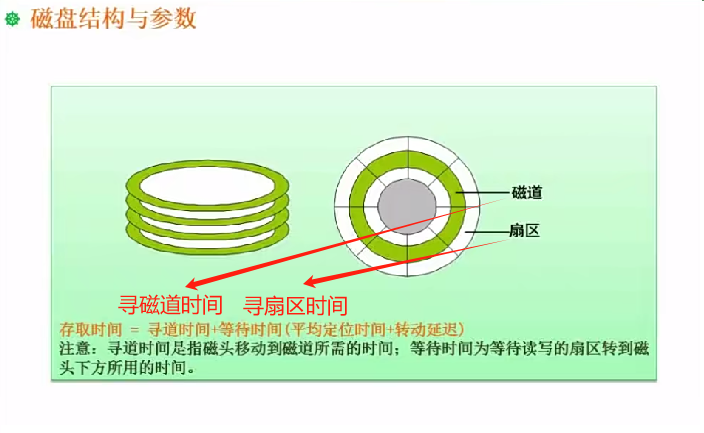 磁盘结构与参数
磁道
扇区
寻磁道时间 寻扇区时间
存取时间 = 寻道时间+等待时间(平均定位时间+转动延迟)
注意：寻道时间是指磁头移动到磁道所需的时间；等待时间为等待读写的扇区转到磁
头下方所用的时间。